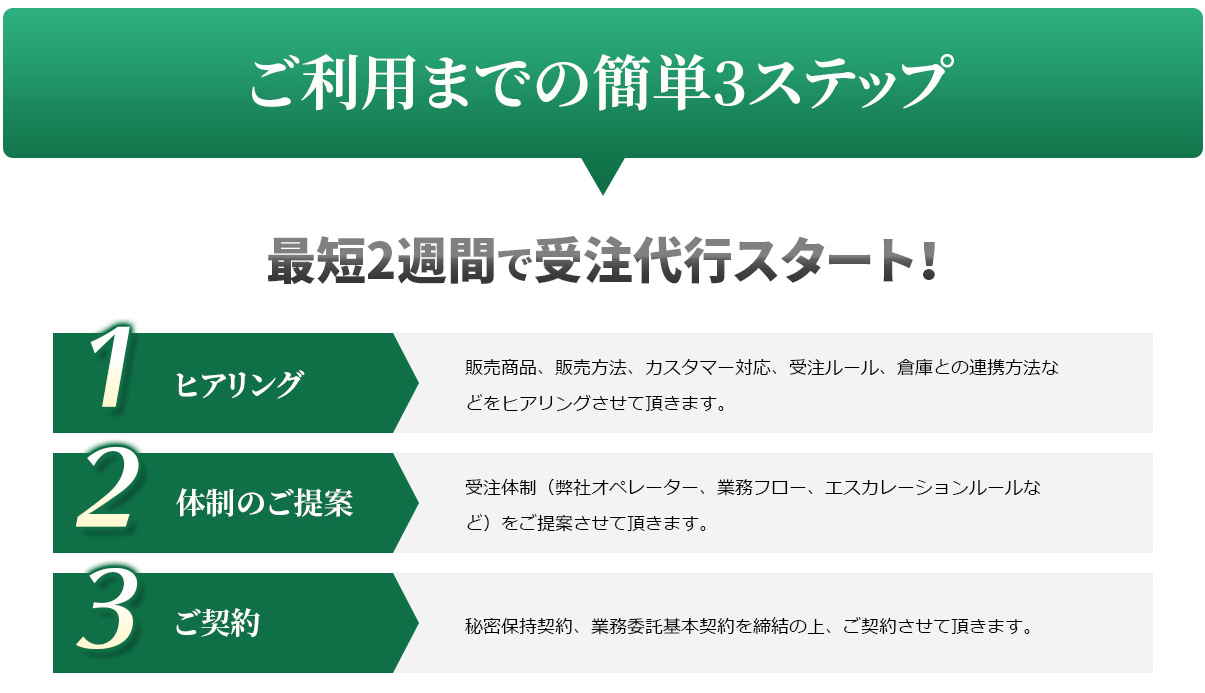 ご利用までの簡単3ステップ
最短2週間で受注代行スタート！
1
ヒアリング
販売商品、販売方法、カスタマー対応、受注ルール、倉庫との連携方法な
どをヒアリングさせて頂きます。
2
体制のご提案
受注体制（弊社オペレーター、業務フロー、エスカレーションルールな
ど）をご提案させて頂きます。
3
ご契約
秘密保持契約、業務委託基本契約を締結の上、ご契約させて頂きます。